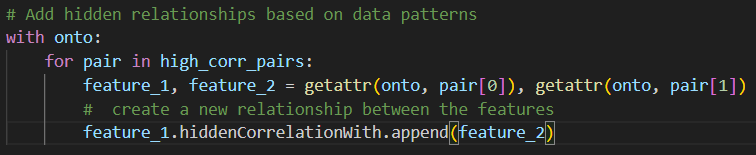 # Add hidden relationships based on data patterns
with onto:
    for pair in high_corr_pairs:
        feature_1, feature_2 = getattr(onto, pair[0]), getattr(onto, pair[1])
        #  create a new relationship between the features
        feature_1.hiddenCorrelationWith.append(feature_2)